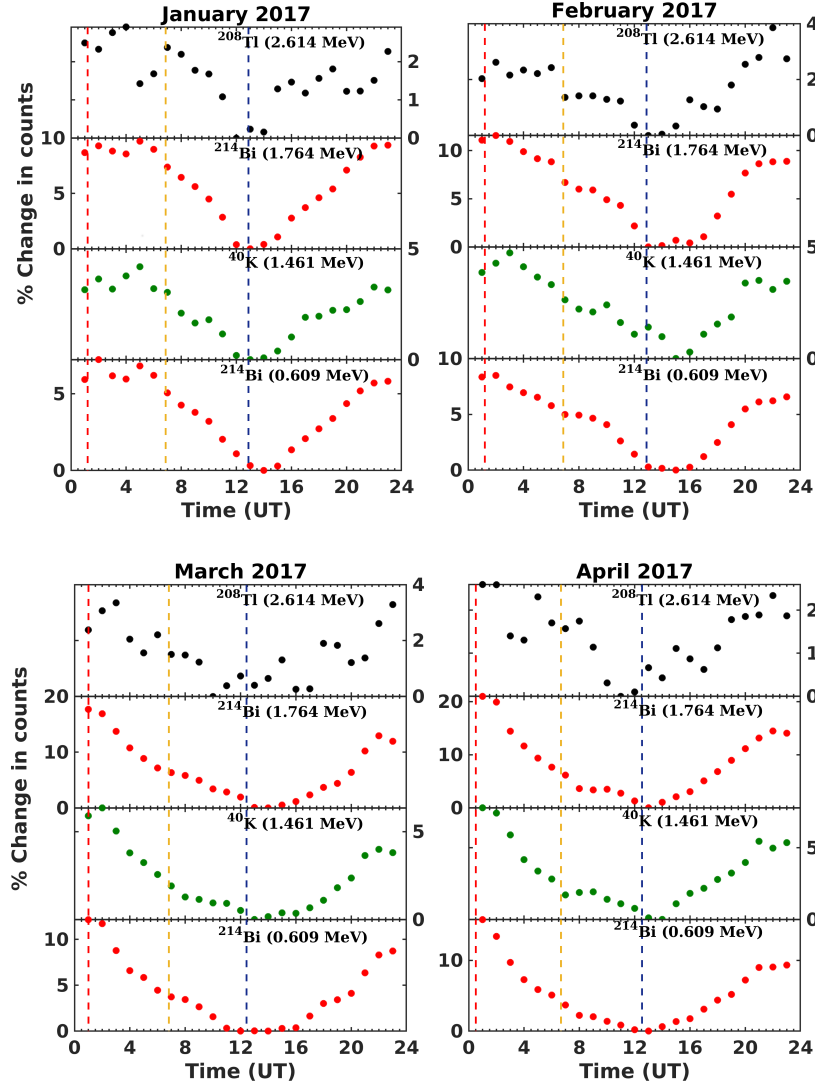 January 2017
February 2017
% Change in counts
²⁰⁸Tl (2.614 MeV)
2
1
0
²⁰⁸Tl (2.614 MeV)
4
2
0
10
5
0
²¹⁴Bi (1.764 MeV)
10
5
0
²¹⁴Bi (1.764 MeV)
⁴⁰K (1.461 MeV)
5
0
⁴⁰K (1.461 MeV)
5
0
5
0
²¹⁴Bi (0.609 MeV)
10
5
0
²¹⁴Bi (0.609 MeV)
0 4 8 12 16 20 24
0 4 8 12 16 20 24
Time (UT)
Time (UT)
March 2017
April 2017
% Change in counts
²⁰⁸Tl (2.614 MeV)
4
2
0
²⁰⁸Tl (2.614 MeV)
2
1
0
20
10
0
²¹⁴Bi (1.764 MeV)
20
10
0
²¹⁴Bi (1.764 MeV)
⁴⁰K (1.461 MeV)
5
0
⁴⁰K (1.461 MeV)
5
0
10
5
0
²¹⁴Bi (0.609 MeV)
10
0
²¹⁴Bi (0.609 MeV)
0 4 8 12 16 20 24
0 4 8 12 16 20 24
Time (UT)
Time (UT)